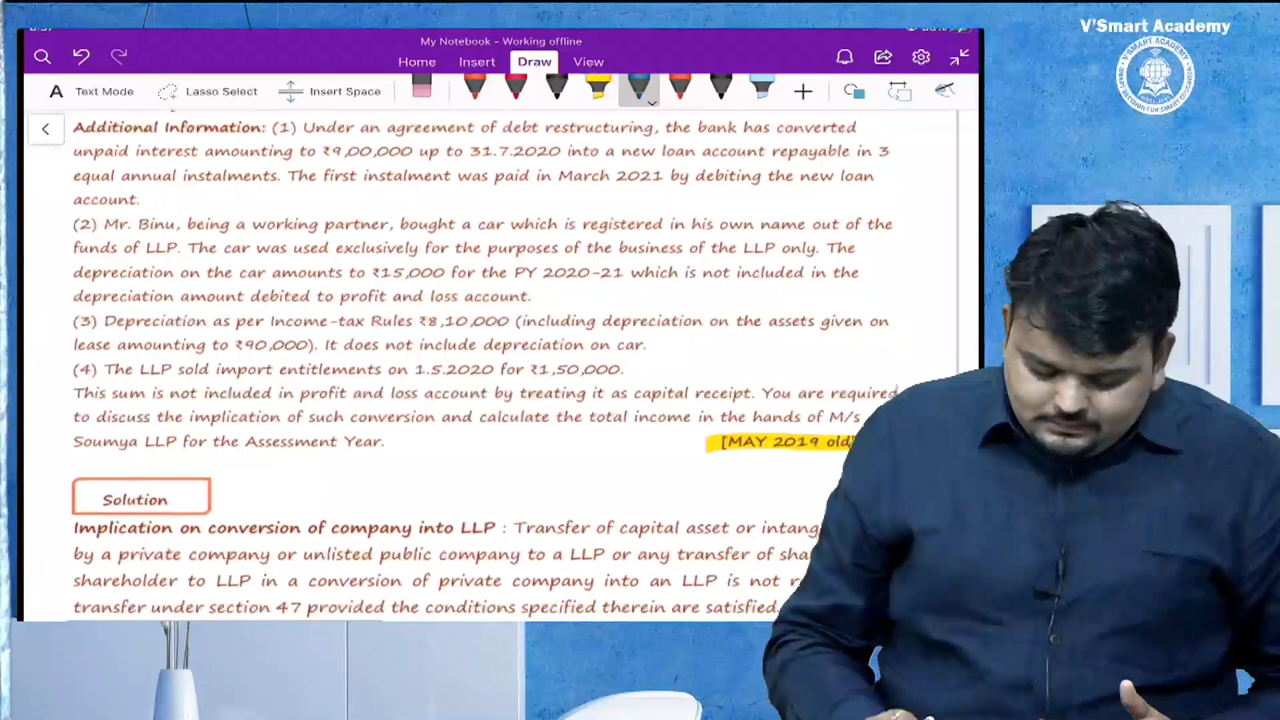 V'Smart Academy
My Notebook - Working offline
Home Insert Draw View
Text Mode Lasso Select Insert Space
Additional Information: (1) Under an agreement of debt restructuring, the bank has converted
unpaid interest amounting to ₹9,00,000 up to 31.7.2020 into a new loan account repayable in 3
equal annual instalments. The first instalment was paid in March 2021 by debiting the new loan
account.
(2) Mr. Binu, being a working partner, bought a car which is registered in his own name out of the
funds of LLP. The car was used exclusively for the purposes of the business of the LLP only. The
depreciation on the car amounts to ₹15,000 for the PY 2020-21 which is not included in the
depreciation amount debited to profit and loss account.
(3) Depreciation as per Income-tax Rules ₹8,10,000 (including depreciation on the assets given on
lease amounting to ₹90,000). It does not include depreciation on car.
(4) The LLP sold import entitlements on 1.5.2020 for ₹1,50,000.
This sum is not included in profit and loss account by treating it as capital receipt. You are required
to discuss the implication of such conversion and calculate the total income in the hands of M/s
Soumya LLP for the Assessment Year. [MAY 2019 old]
Solution
Implication on conversion of company into LLP : Transfer of capital asset or
by a private company or unlisted public company to a LLP or any transfer of
shareholder to LLP in a conversion of private company into an LLP is not
transfer under section 47 provided the conditions specified therein are satisfied.